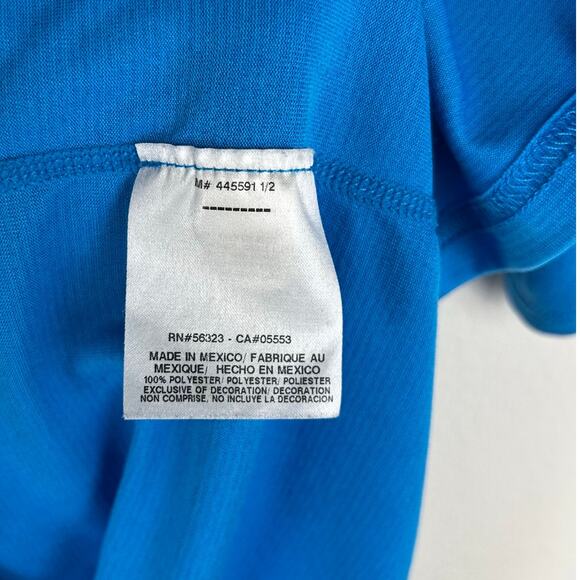 M# 445591 1/2
----------
RN#56323 - CA#05553
MADE IN MEXICO/ FABRIQUE AU
MEXIQUE/ HECHO EN MEXICO
100% POLYESTER/ POLYESTER/ POLIESTER
EXCLUSIVE OF DECORATION/ DECORATION
NON COMPRISE. NO INCLUYE LA DECORACION